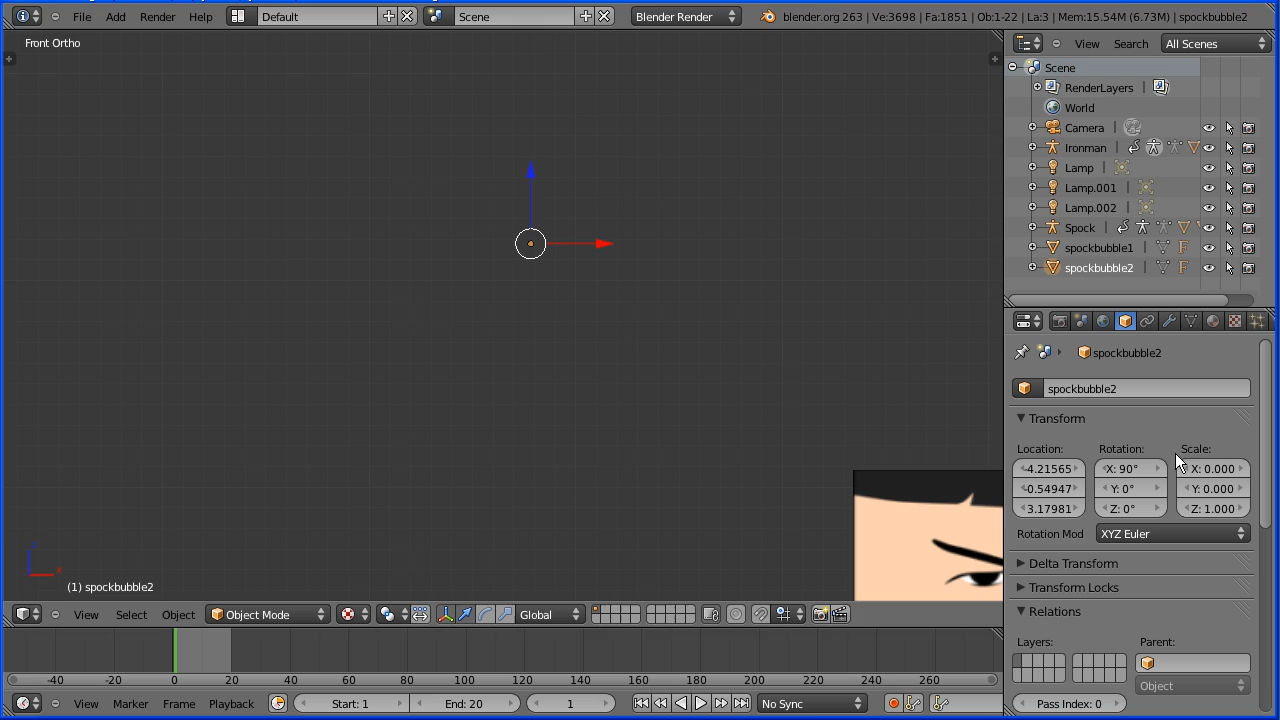 File Add Render Help Default Scene Blender Render blender.org 263 | Ve:3698 | Fa:1851 | Ob:1-22 | La:3 | Mem:15.54M (6.73M) | spockbubble2
Front Ortho
View Search All Scenes
Scene
RenderLayers
World
Camera
Ironman
Lamp
Lamp.001
Lamp.002
Spock
spockbubble1
spockbubble2
spockbubble2
spockbubble2
Transform
Location: Rotation: Scale:
-4.21565 X: 90° X: 0.000
-0.54947 Y: 0° Y: 0.000
3.17981 Z: 0° Z: 1.000
Rotation Mod XYZ Euler
Delta Transform
Transform Locks
Relations
Layers: Parent:
Object
Pass Index: 0
(1) spockbubble2
View Select Object Object Mode Global
-40 -20 0 20 40 60 80 100 120 140 160 180 200 220 240 260
View Marker Frame Playback Start: 1 End: 20 1 No Sync